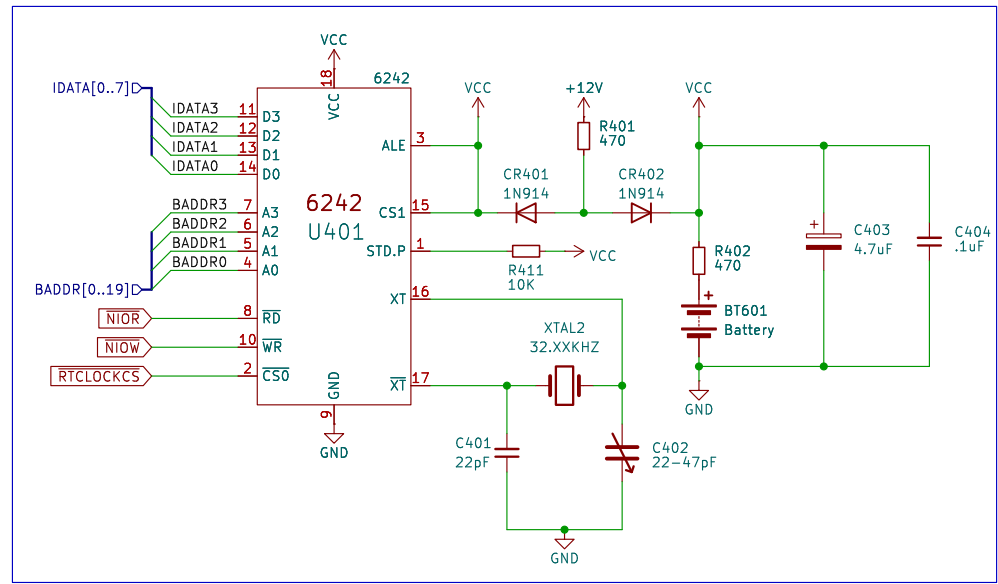 VCC
18
6242
IDATA[0..7]
VCC
VCC
+12V
VCC
IDATA3
11
D3
IDATA2
12
D2
IDATA1
13
D1
IDATA0
14
D0
ALE
3
R401
470
CR401
1N914
CR402
1N914
BADDR3
7
A3
BADDR2
6
A2
BADDR1
5
A1
BADDR0
4
A0
BADDR[0..19]
6242
U401
CS1
15
STD.P
1
R411
10K
VCC
R402
470
+
C403
4.7uF
C404
.1uF
XT
16
+
BT601
Battery
NIOR
8
RD
NIOW
10
WR
RTCLOCKCS
2
CS0
XTAL2
32.XXKHZ
XT
17
GND
9
GND
GND
C401
22pF
C402
22-47pF
GND